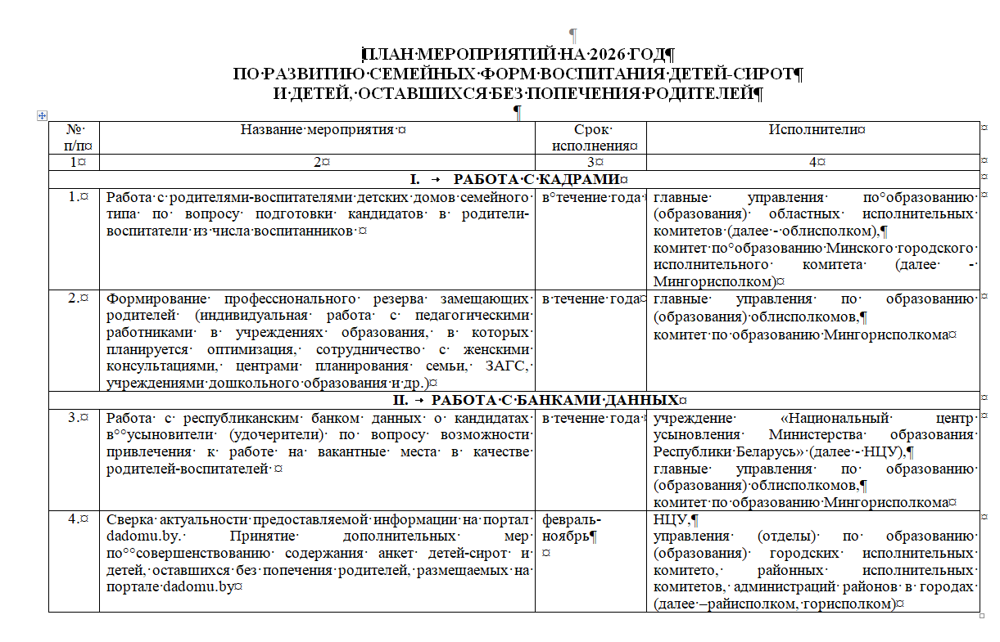 ПЛАН МЕРОПРИЯТИЙ НА 2026 ГОД
ПО РАЗВИТИЮ СЕМЕЙНЫХ ФОРМ ВОСПИТАНИЯ ДЕТЕЙ-СИРОТ
И ДЕТЕЙ, ОСТАВШИХСЯ БЕЗ ПОПЕЧЕНИЯ РОДИТЕЛЕЙ
№
п/п
Название мероприятия
Срок
исполнения
Исполнители
1
2
3
4
I. РАБОТА С КАДРАМИ
1.
Работа с родителями-воспитателями детских домов семейного
типа по вопросу подготовки кандидатов в родители-
воспитатели из числа воспитанников
в течение года
главные управления по образованию
(образования) областных исполнительных
комитетов (далее - облисполком),
комитет по образованию Минского городского
исполнительного комитета (далее -
Мингорисполком)
2.
Формирование профессионального резерва замещающих
родителей (индивидуальная работа с педагогическими
работниками в учреждениях образования, в которых
планируется оптимизация, сотрудничество с женскими
консультациями, центрами планирования семьи, ЗАГС,
учреждениями дошкольного образования и др.)
в течение года
главные управления по образованию
(образования) облисполкомов,
комитет по образованию Мингорисполкома
II. РАБОТА С БАНКАМИ ДАННЫХ
3.
Работа с республиканским банком данных о кандидатах
в усыновители (удочерители) по вопросу возможности
привлечения к работе на вакантные места в качестве
родителей-воспитателей
в течение года
учреждение «Национальный центр
усыновления Министерства образования
Республики Беларусь» (далее - НЦУ),
главные управления по образованию
(образования) облисполкомов,
комитет по образованию Мингорисполкома
4.
Сверка актуальности предоставляемой информации на портал
dadomu.by. Принятие дополнительных мер
по совершенствованию содержания анкет детей-сирот и
детей, оставшихся без попечения родителей, размещаемых на
портале dadomu.by
февраль-
ноябрь
НЦУ,
управления (отделы) по образованию
(образования) городских исполнительных
комитето, районных исполнительных
комитетов, администраций районов в городах
(далее –райисполком, горисполком)